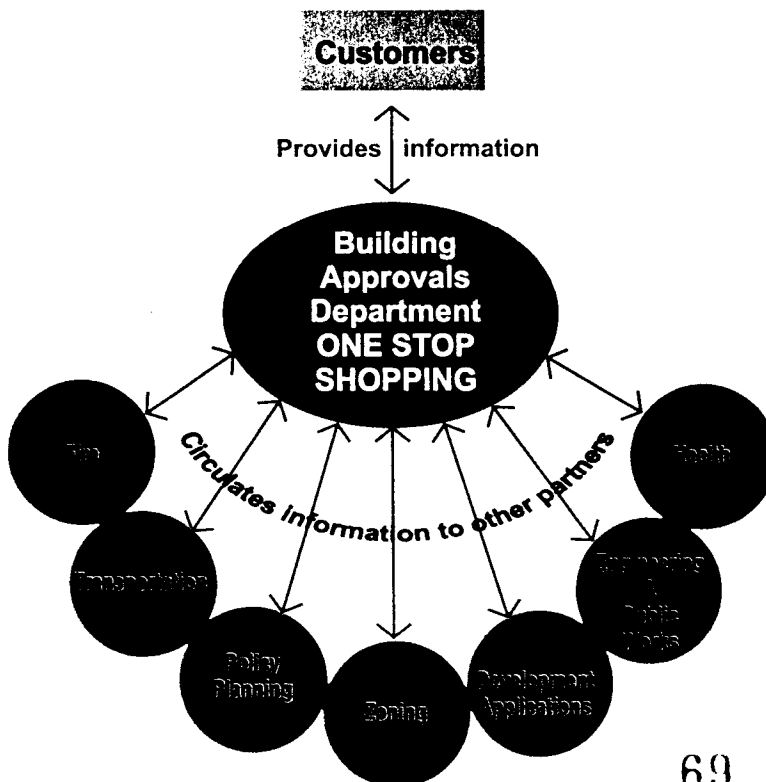 Customers
Provides information
Building
Approvals
Department
ONE STOP
SHOPPING
Circulates information to other partners
Fire
Transportation
Policy
Planning
Zoning
Development
Applications
Engineering
&
Public
Works
Health
69